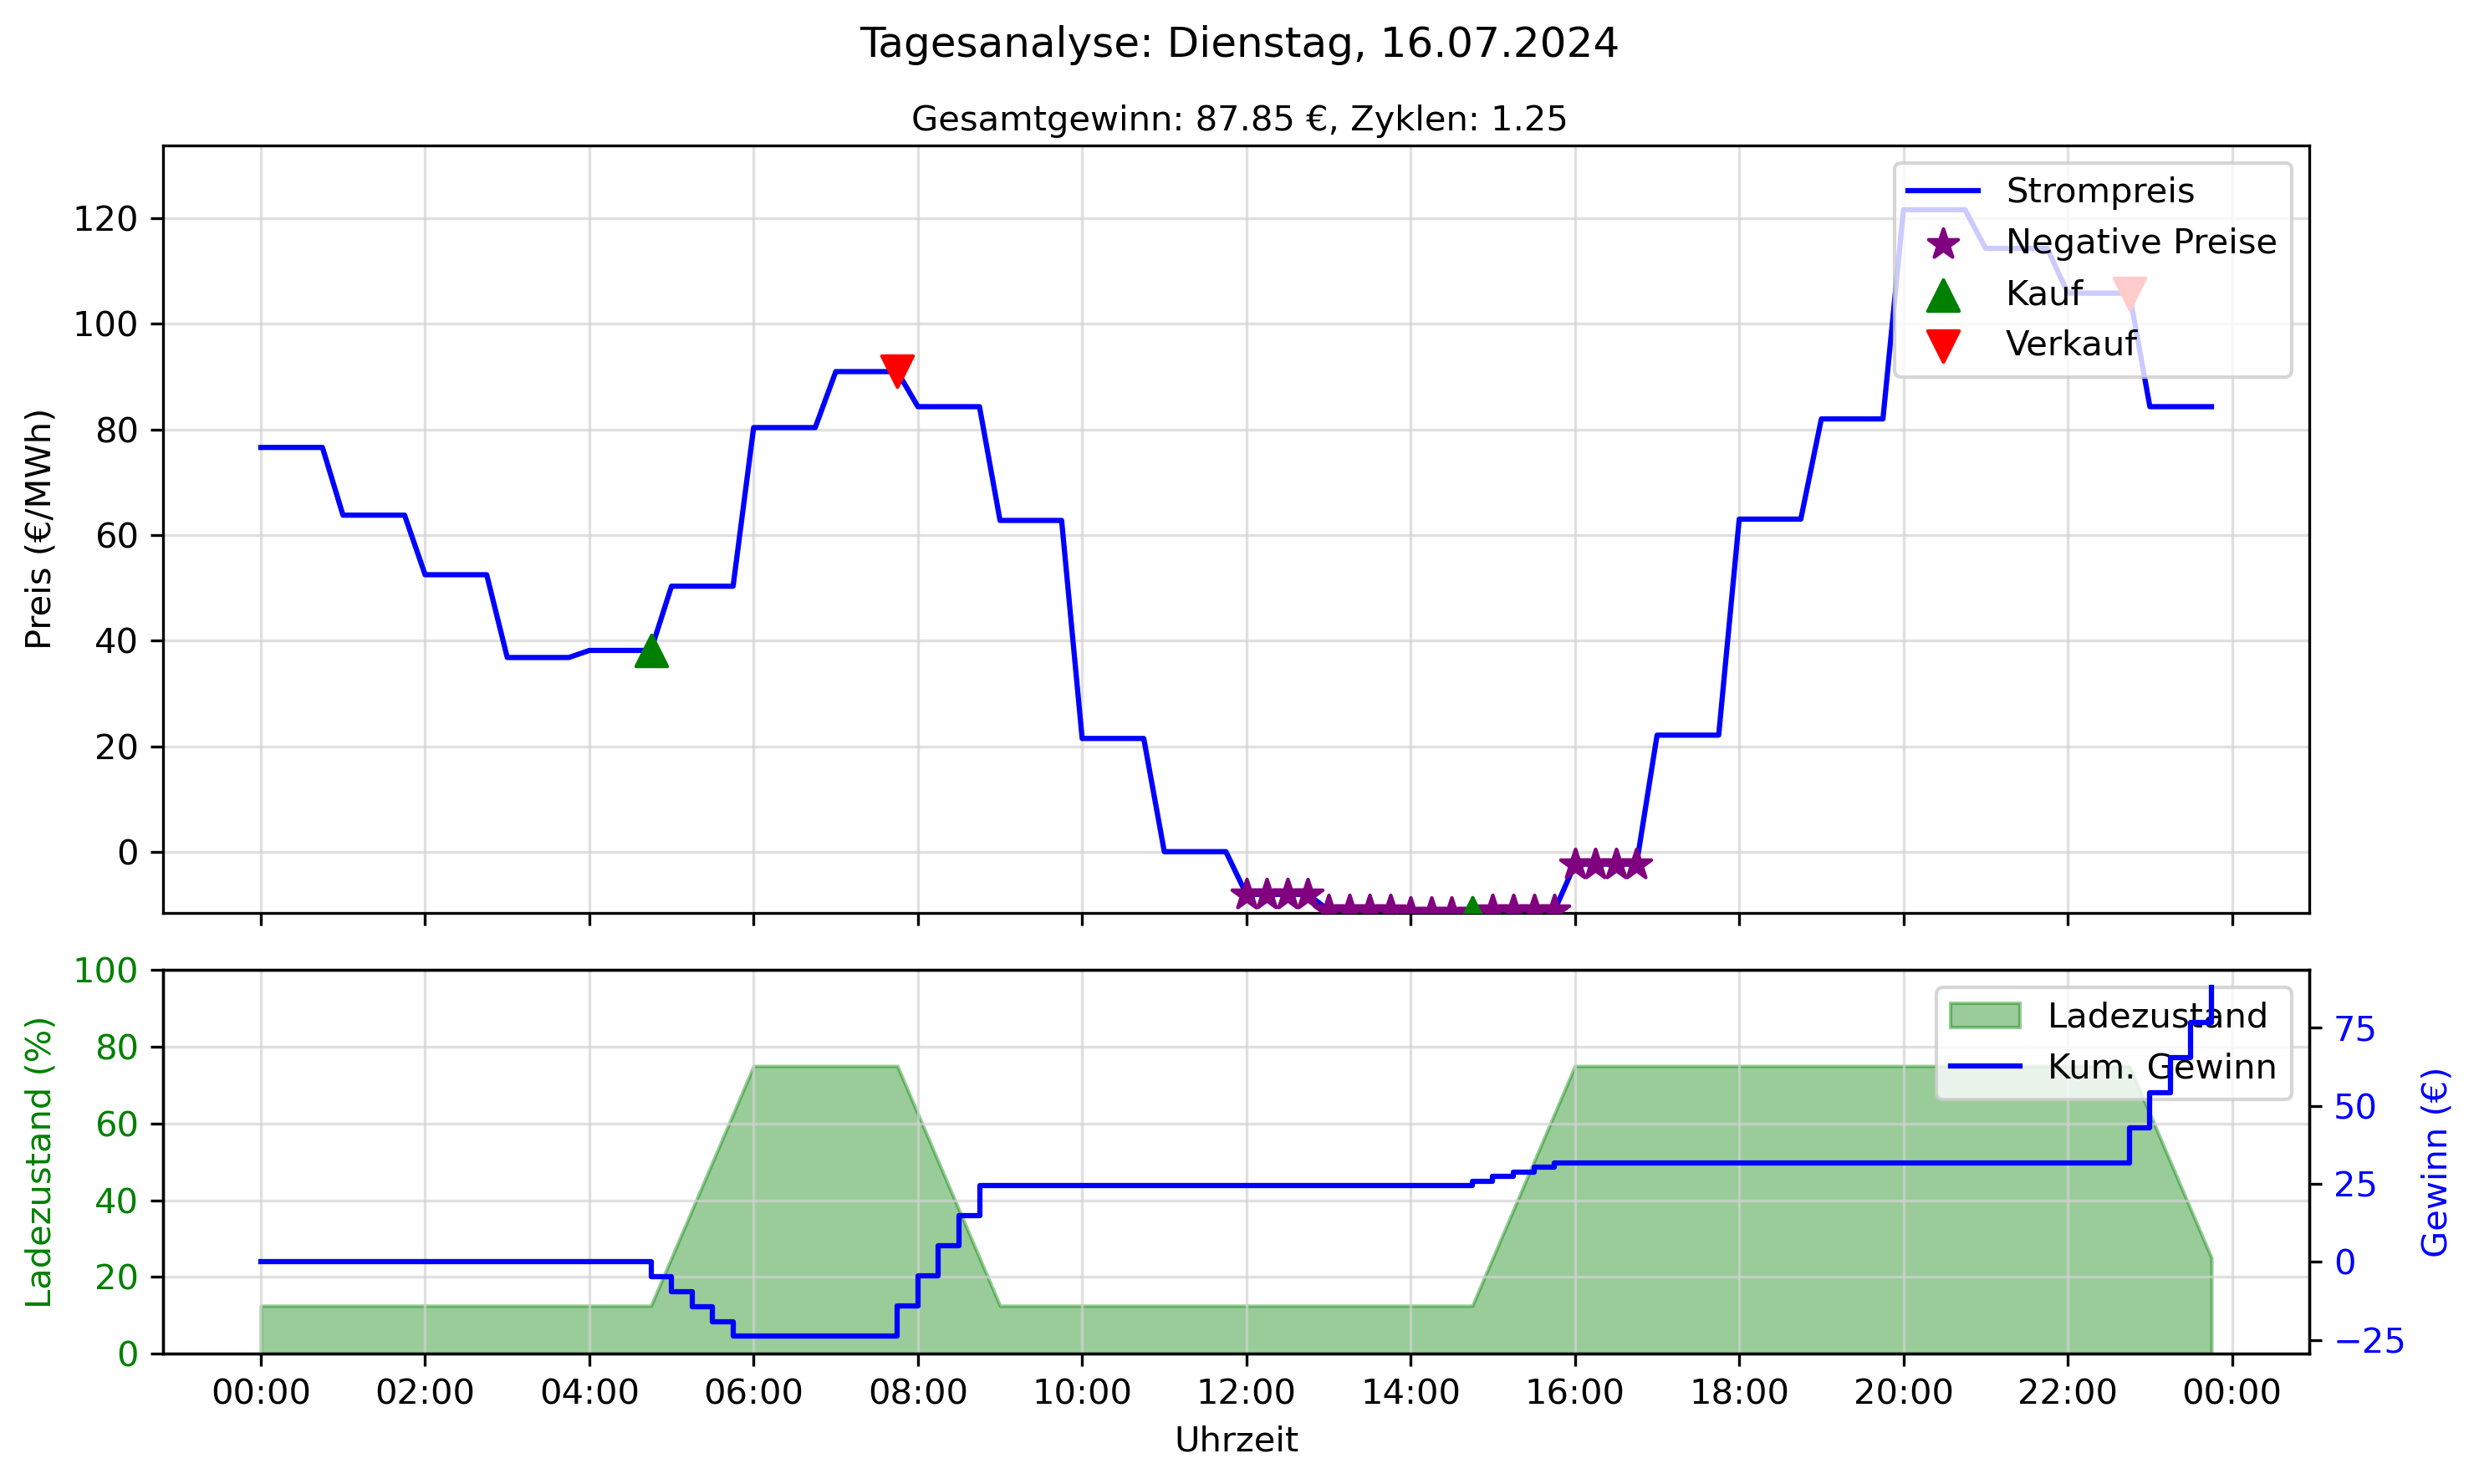 Tagesanalyse: Dienstag, 16.07.2024
Gesamtgewinn: 87.85 €, Zyklen: 1.25
Preis (€/MWh)
120
100
80
60
40
20
0
Strompreis
Negative Preise
Kauf
Verkauf
Ladezustand (%)
100
80
60
40
20
0
Ladezustand
Kum. Gewinn
75
50
25
0
−25
Gewinn (€)
00:00 02:00 04:00 06:00 08:00 10:00 12:00 14:00 16:00 18:00 20:00 22:00 00:00
Uhrzeit